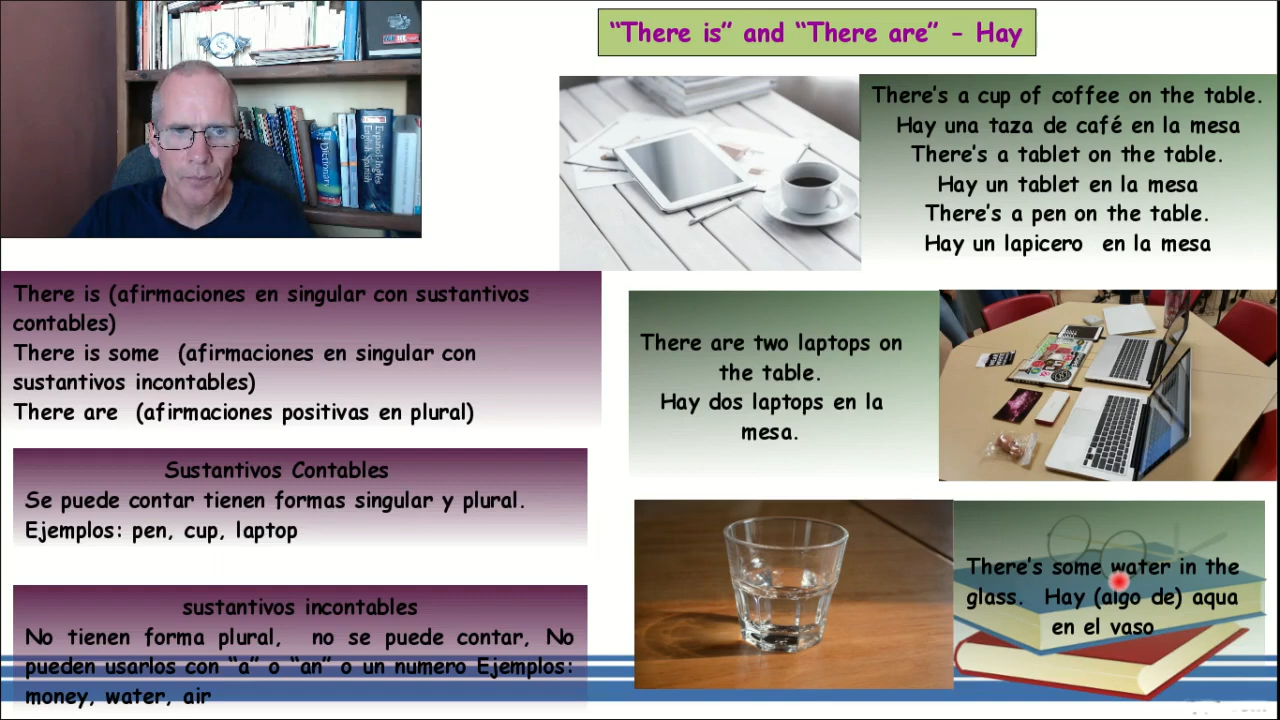 “There is” and “There are” - Hay
There’s a cup of coffee on the table.
Hay una taza de café en la mesa
There’s a tablet on the table.
Hay un tablet en la mesa
There’s a pen on the table.
Hay un lapicero en la mesa
There is (afirmaciones en singular con sustantivos
contables)
There is some (afirmaciones en singular con
sustantivos incontables)
There are (afirmaciones positivas en plural)
There are two laptops on
the table.
Hay dos laptops en la
mesa.
Sustantivos Contables
Se puede contar tienen formas singular y plural.
Ejemplos: pen, cup, laptop
There’s some water in the
glass. Hay (algo de) aqua
en el vaso
sustantivos incontables
No tienen forma plural, no se puede contar, No
pueden usarlos con “a” o “an” o un numero Ejemplos:
money, water, air
Dictionary
Español-Inglés
English-Spanish